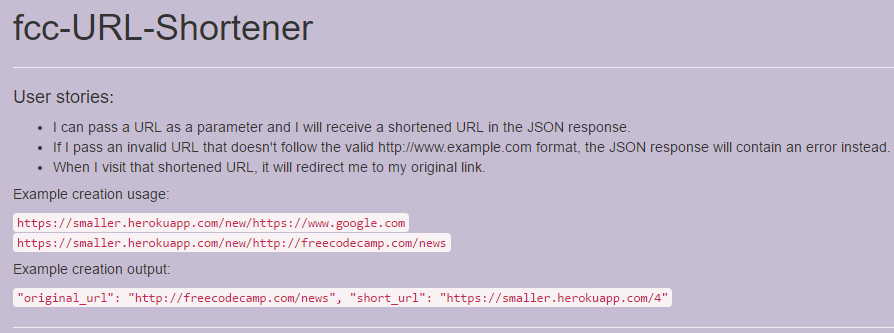 fcc-URL-Shortener
User stories:
• I can pass a URL as a parameter and I will receive a shortened URL in the JSON response.
• If I pass an invalid URL that doesn't follow the valid http://www.example.com format, the JSON response will contain an error instead.
• When I visit that shortened URL, it will redirect me to my original link.
Example creation usage:
https://smaller.herokuapp.com/new/https://www.google.com
https://smaller.herokuapp.com/new/http://freecodecamp.com/news
Example creation output:
"original_url": "http://freecodecamp.com/news", "short_url": "https://smaller.herokuapp.com/4"